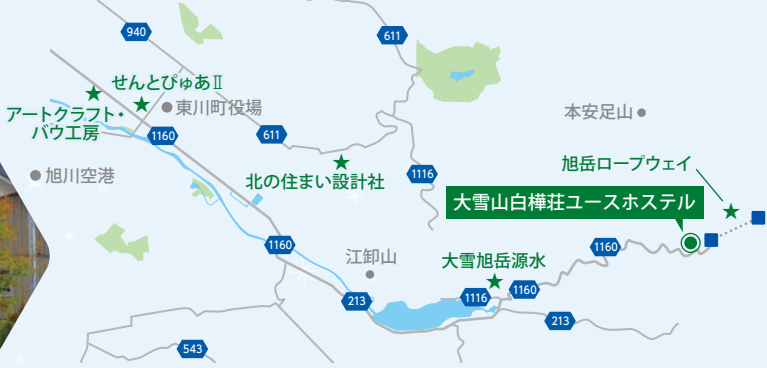 940
611
せんとぴゅあⅡ
アートクラフト・
バウ工房
東川町役場
本安足山
1160
611
旭岳ロープウェイ
旭川空港
北の住まい設計社
1116
大雪山白樺荘ユースホステル
1160
江卸山
大雪旭岳源水
1160
213
1116
1160
213
543